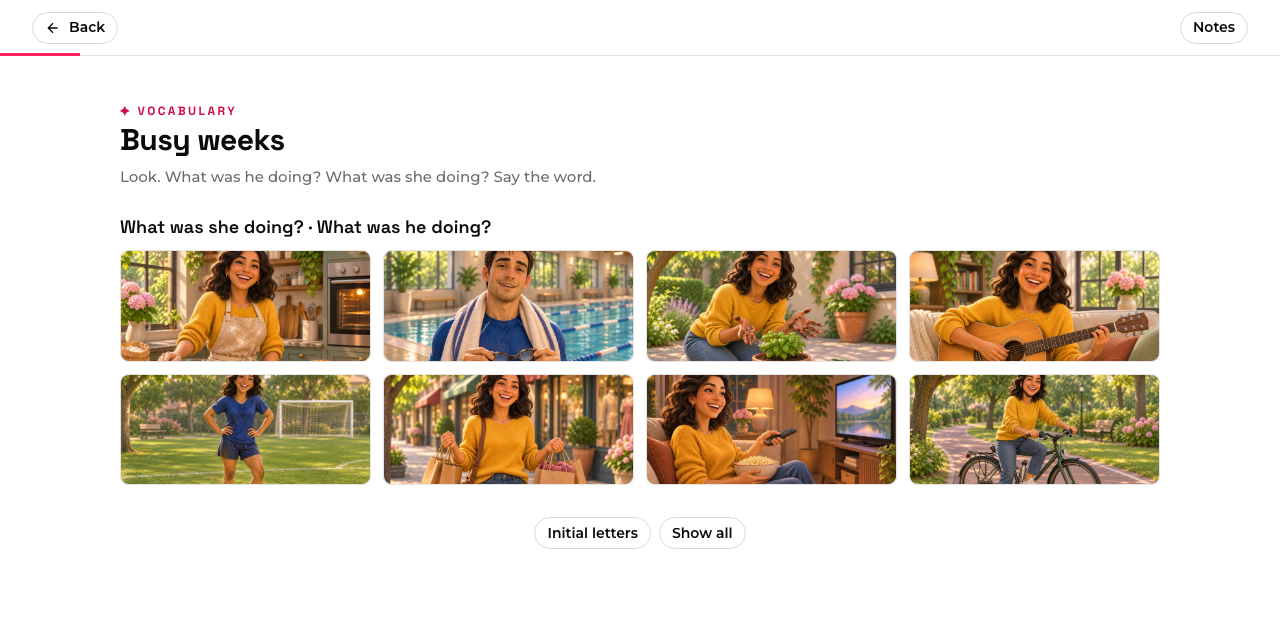 Back
Notes
VOCABULARY
Busy weeks
Look. What was he doing? What was she doing? Say the word.
What was she doing? · What was he doing?
Initial letters
Show all